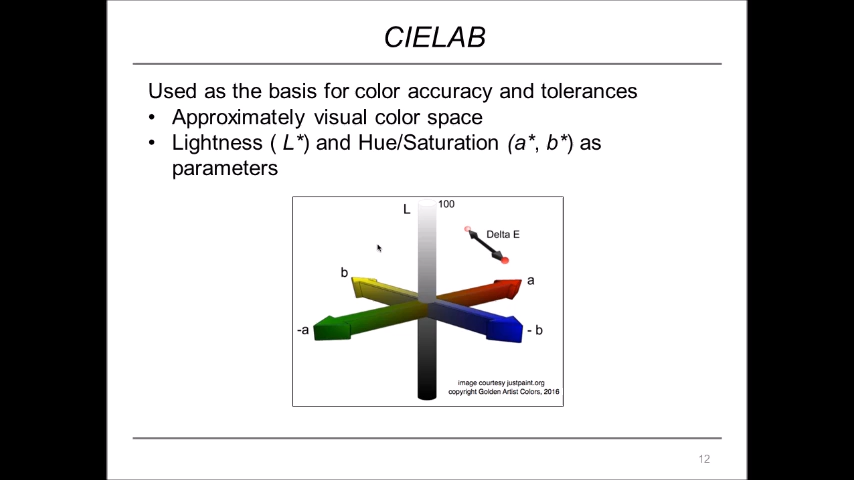 CIELAB
Used as the basis for color accuracy and tolerances
• Approximately visual color space
• Lightness ( L*) and Hue/Saturation (a*, b*) as
parameters
L
100
Delta E
b
a
-a
- b
image courtesy justpaint.org
copyright Golden Artist Colors, 2016
12